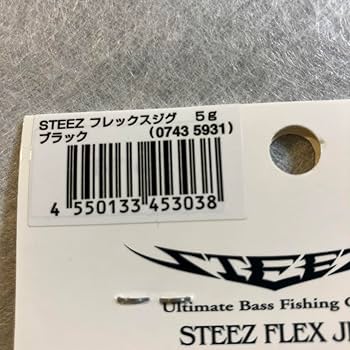 STEEZ フレックスジグ 5g
ブラック (0743 5931)
4 550133 453038
STEEZ
Ultimate Bass Fishing
STEEZ FLEX